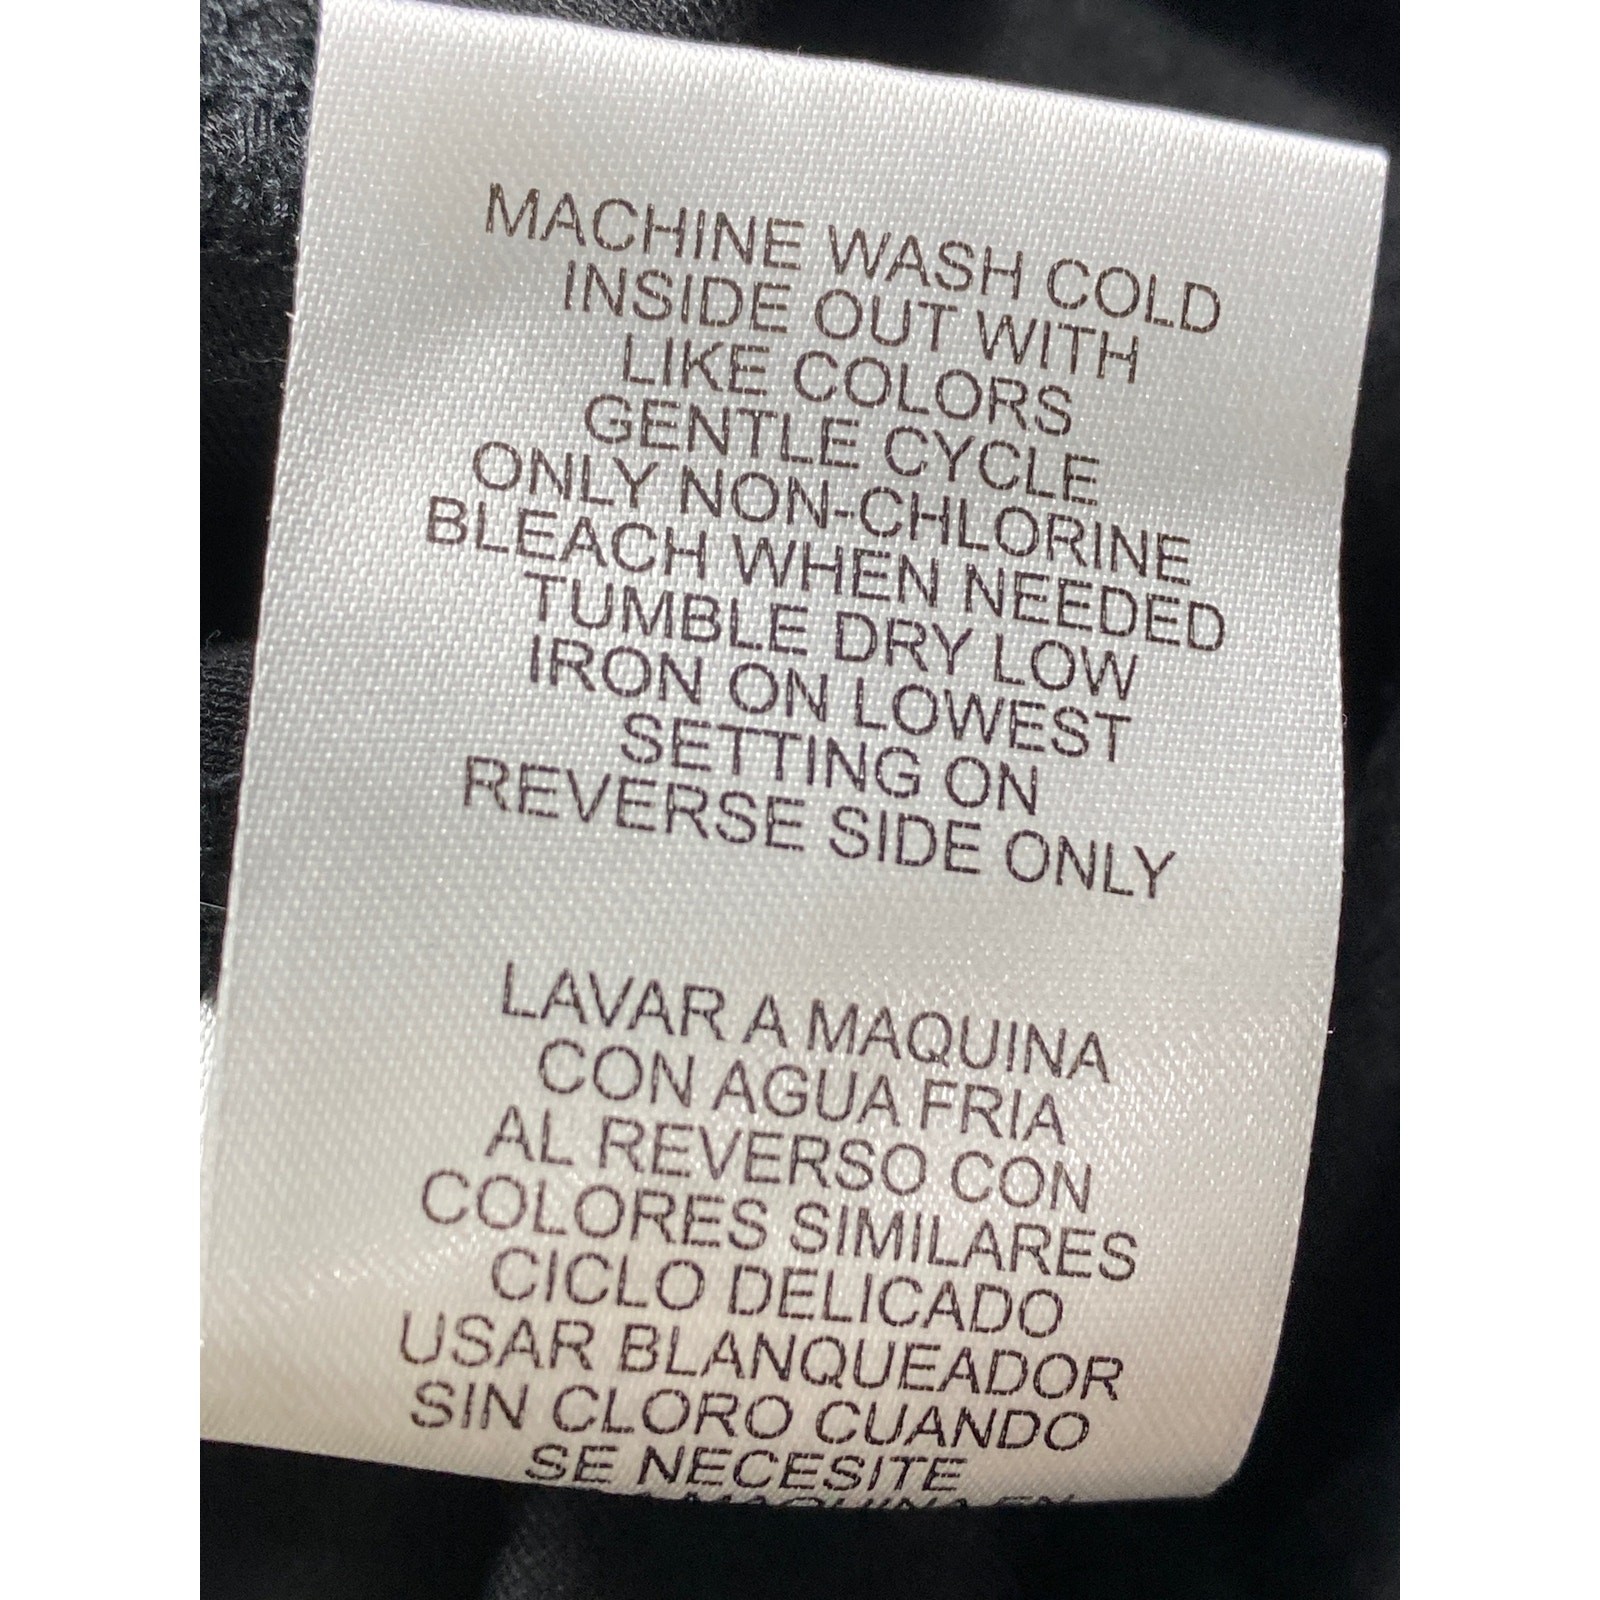 MACHINE WASH COLD
INSIDE OUT WITH
LIKE COLORS
GENTLE CYCLE
ONLY NON-CHLORINE
BLEACH WHEN NEEDED
TUMBLE DRY LOW
IRON ON LOWEST
SETTING ON
REVERSE SIDE ONLY
LAVAR A MAQUINA
CON AGUA FRIA
AL REVERSO CON
COLORES SIMILARES
CICLO DELICADO
USAR BLANQUEADOR
SIN CLORO CUANDO
SE NECESITE
A MAQUINA